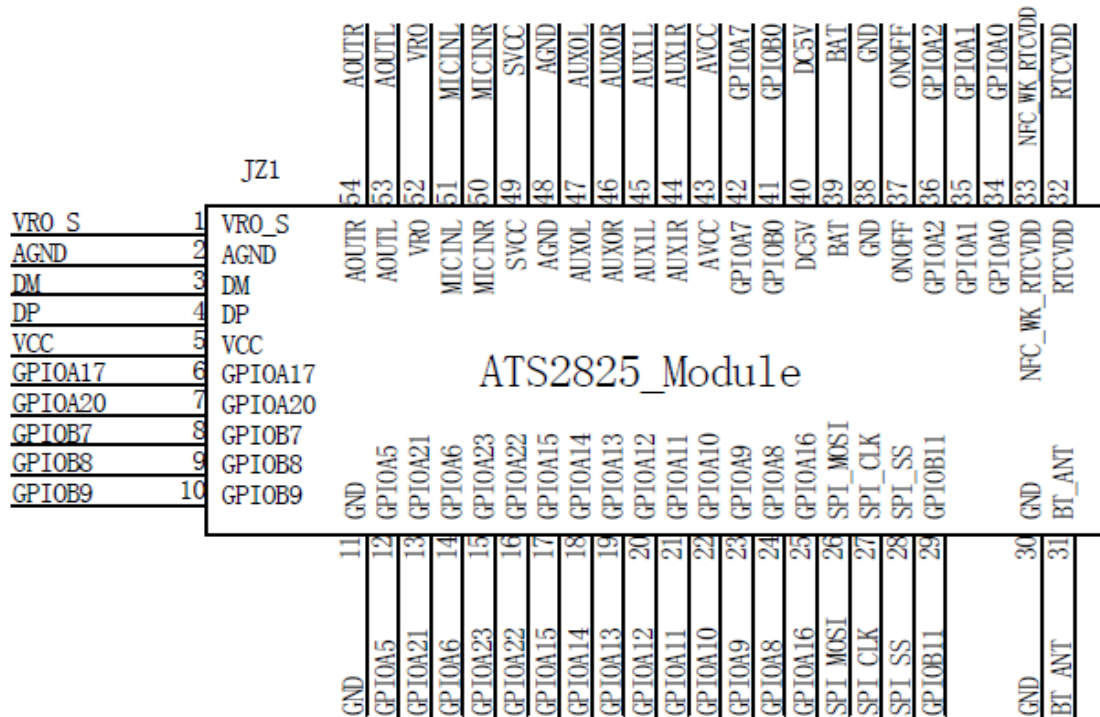 AOUTR AOUTL VRO MICINL MICINR SVCC AGND AUX0L AUX0R AUX1L AUX1R AVCC GPIOA7 GPIOB0 DC5V BAT GND ONOFF GPIOA2 GPIOA1 GPIOA0 NFC_WK_RTCVDD RTCVDD
JZ1
54 53 52 51 50 49 48 47 46 45 44 43 42 41 40 39 38 37 36 35 34 33 32
AOUTR AOUTL VRO MICINL MICINR SVCC AGND AUX0L AUX0R AUX1L AUX1R AVCC GPIOA7 GPIOB0 DC5V BAT GND ONOFF GPIOA2 GPIOA1 GPIOA0 NFC_WK_RTCVDD RTCVDD
VRO_S 1 VRO_S
AGND 2 AGND
DM 3 DM
DP 4 DP
VCC 5 VCC
GPIOA17 6 GPIOA17
GPIOA20 7 GPIOA20
GPIOB7 8 GPIOB7
GPIOB8 9 GPIOB8
GPIOB9 10 GPIOB9
ATS2825_Module
GND GPIOA5 GPIOA21 GPIOA6 GPIOA23 GPIOA22 GPIOA15 GPIOA14 GPIOA13 GPIOA12 GPIOA11 GPIOA10 GPIOA9 GPIOA8 GPIOA16 SPI_MOSI SPI_CLK SPI_SS GPIOB11 GND BT_ANT
11 12 13 14 15 16 17 18 19 20 21 22 23 24 25 26 27 28 29 30 31
GND GPIOA5 GPIOA21 GPIOA6 GPIOA23 GPIOA22 GPIOA15 GPIOA14 GPIOA13 GPIOA12 GPIOA11 GPIOA10 GPIOA9 GPIOA8 GPIOA16 SPI_MOSI SPI_CLK SPI_SS GPIOB11 GND BT_ANT